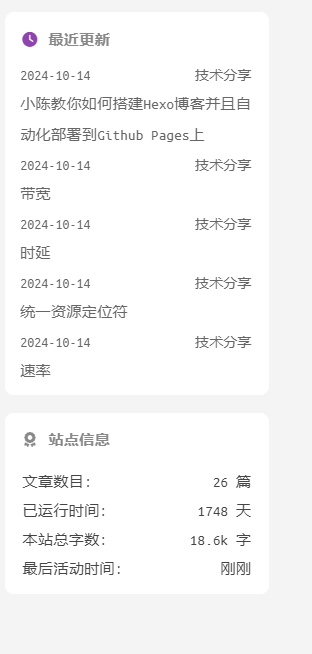 最近更新
2024-10-14 技术分享
小陈教你如何搭建Hexo博客并且自
动化部署到Github Pages上
2024-10-14 技术分享
带宽
2024-10-14 技术分享
时延
2024-10-14 技术分享
统一资源定位符
2024-10-14 技术分享
速率
站点信息
文章数目: 26 篇
已运行时间: 1748 天
本站总字数: 18.6k 字
最后活动时间: 刚刚